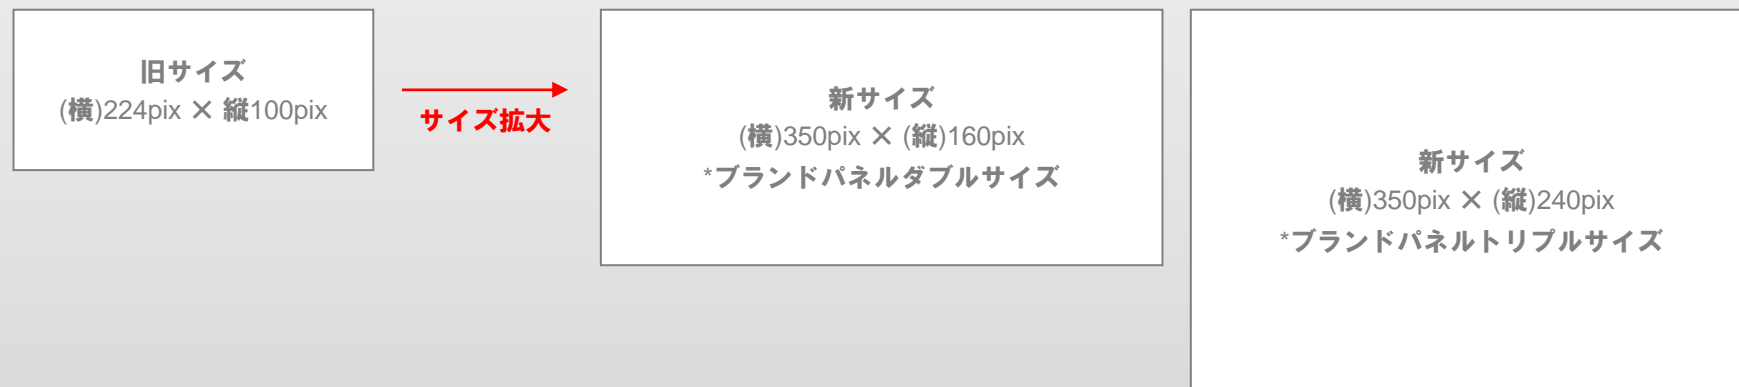 旧サイズ
(横)224pix × 縦100pix
サイズ拡大
新サイズ
(横)350pix × (縦)160pix
*ブランドパネルダブルサイズ
新サイズ
(横)350pix × (縦)240pix
*ブランドパネルトリプルサイズ